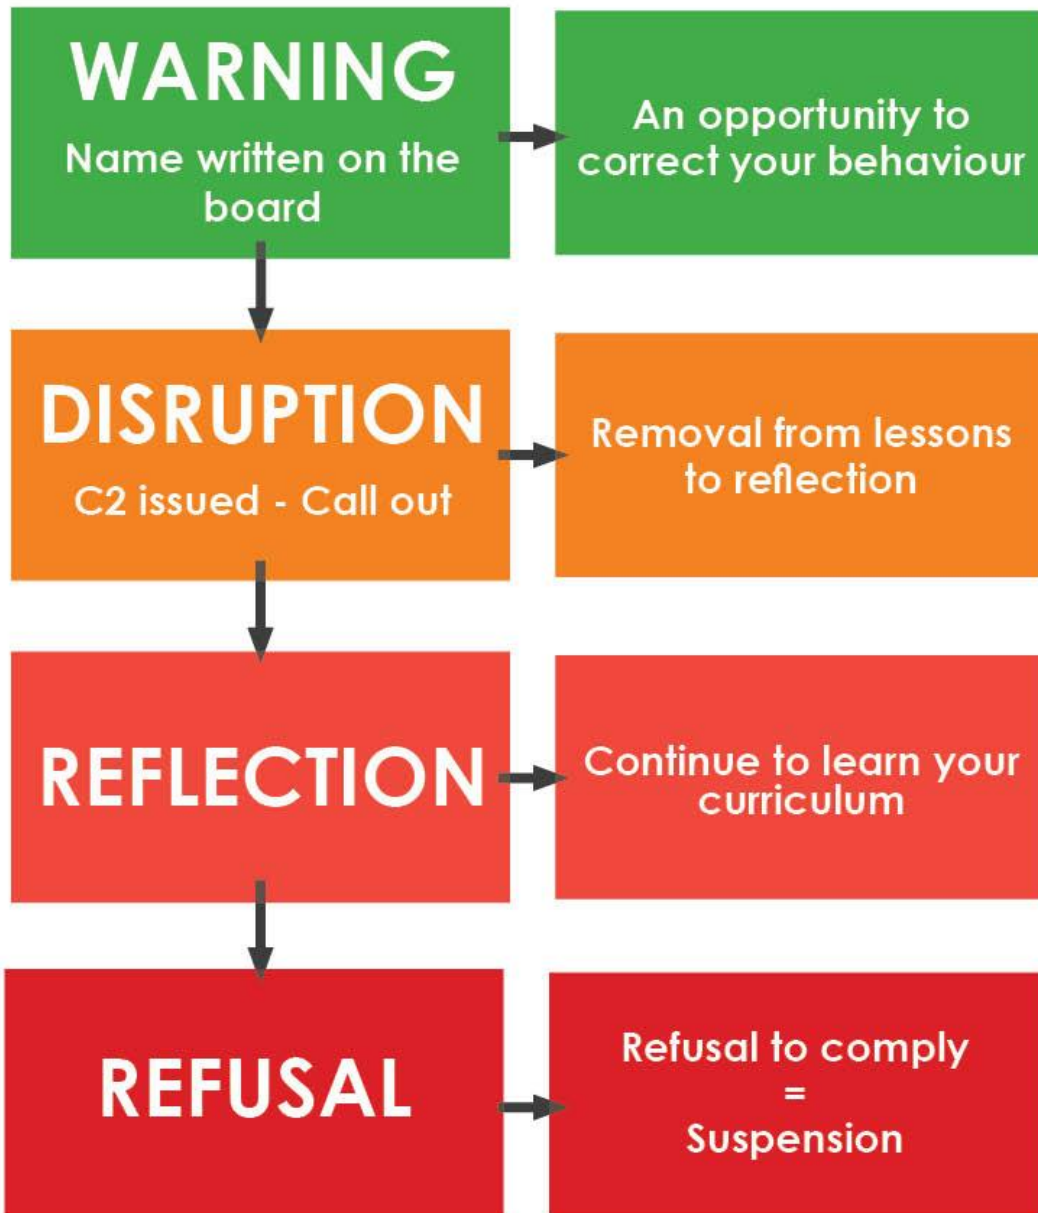 WARNING
Name written on the
board
An opportunity to
correct your behaviour
DISRUPTION
C2 issued - Call out
Removal from lessons
to reflection
REFLECTION
Continue to learn your
curriculum
REFUSAL
Refusal to comply
=
Suspension